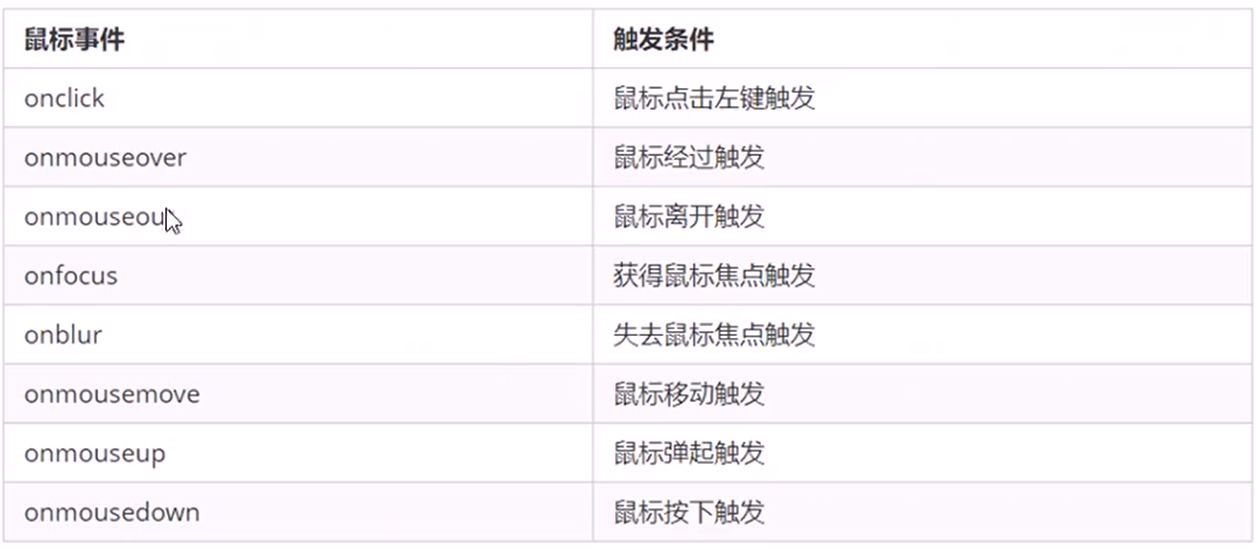 鼠标事件 触发条件
onclick 鼠标点击左键触发
onmouseover 鼠标经过触发
onmouseout 鼠标离开触发
onfocus 获得鼠标焦点触发
onblur 失去鼠标焦点触发
onmousemove 鼠标移动触发
onmouseup 鼠标弹起触发
onmousedown 鼠标按下触发